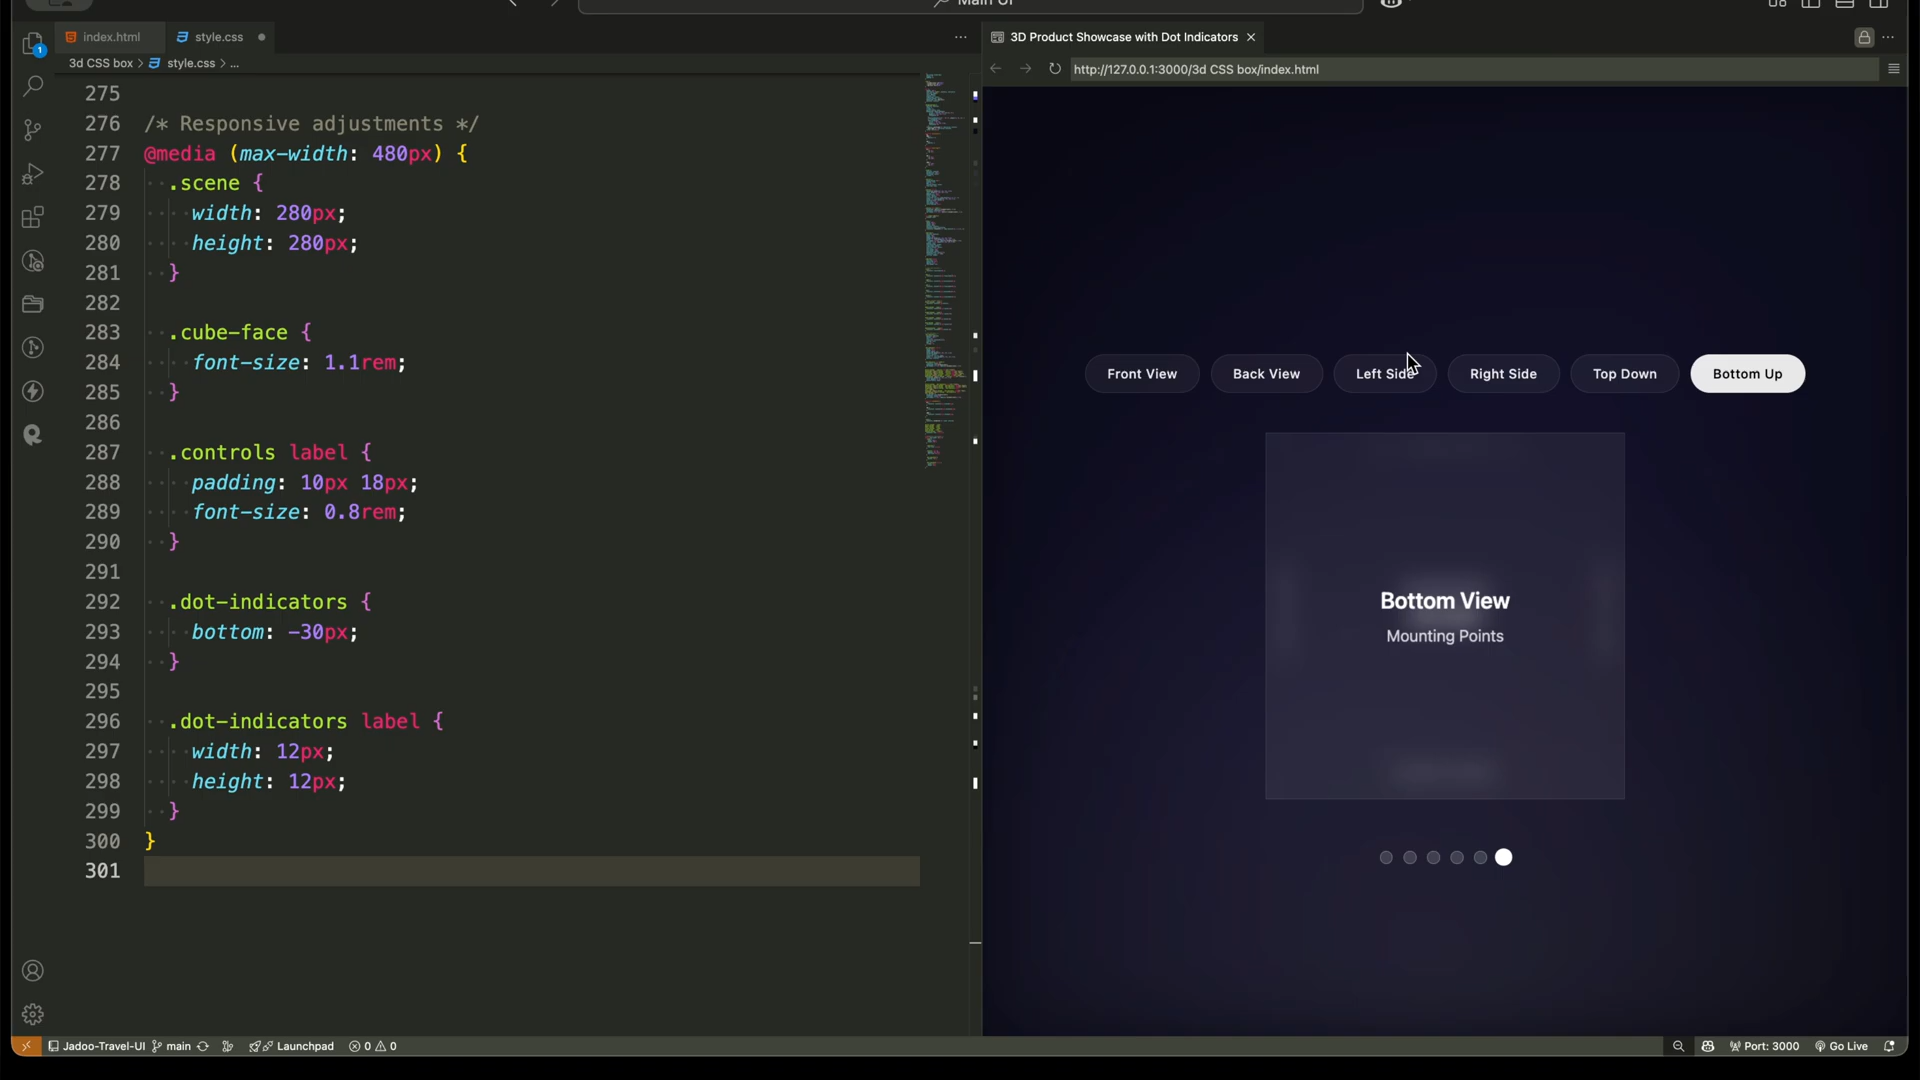 Main UI
index.html
style.css
3d CSS box > style.css > ...
275
276 /* Responsive adjustments */
277 @media (max-width: 480px) {
278 .scene {
279 width: 280px;
280 height: 280px;
281 }
282
283 .cube-face {
284 font-size: 1.1rem;
285 }
286
287 .controls label {
288 padding: 10px 18px;
289 font-size: 0.8rem;
290 }
291
292 .dot-indicators {
293 bottom: -30px;
294 }
295
296 .dot-indicators label {
297 width: 12px;
298 height: 12px;
299 }
300 }
301
1
3D Product Showcase with Dot Indicators
http://127.0.0.1:3000/3d CSS box/index.html
Front View
Back View
Left Side
Right Side
Top Down
Bottom Up
Bottom View
Mounting Points
Jadoo-Travel-UI main Launchpad 0 0
Port: 3000 Go Live